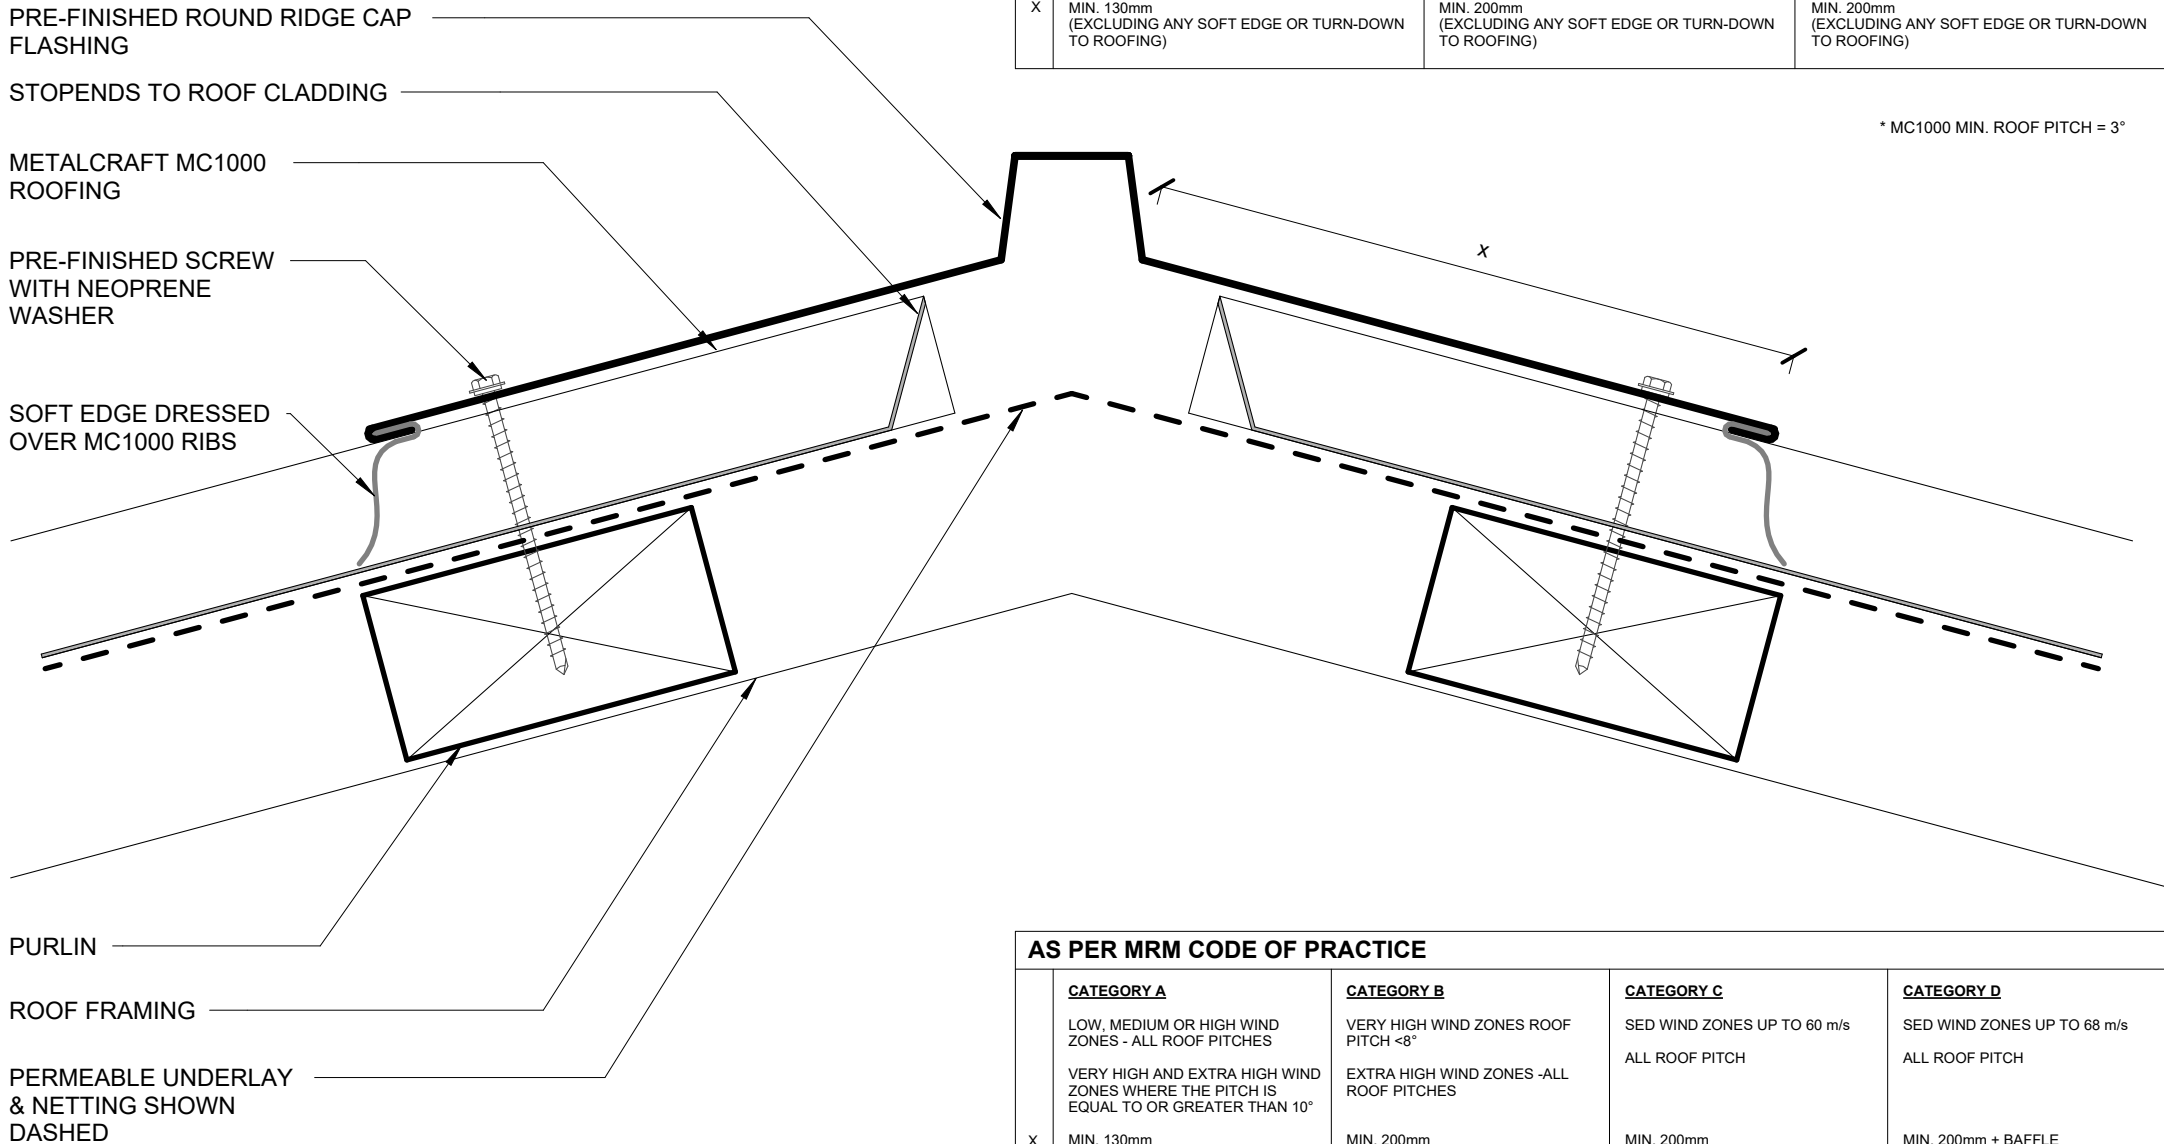 PRE-FINISHED ROUND RIDGE CAP
FLASHING
STOPENDS TO ROOF CLADDING
METALCRAFT MC1000
ROOFING
PRE-FINISHED SCREW
WITH NEOPRENE
WASHER
SOFT EDGE DRESSED
OVER MC1000 RIBS
PURLIN
ROOF FRAMING
PERMEABLE UNDERLAY
& NETTING SHOWN
DASHED
X
MIN. 130mm
(EXCLUDING ANY SOFT EDGE OR TURN-DOWN
TO ROOFING)
MIN. 200mm
(EXCLUDING ANY SOFT EDGE OR TURN-DOWN
TO ROOFING)
MIN. 200mm
(EXCLUDING ANY SOFT EDGE OR TURN-DOWN
TO ROOFING)
* MC1000 MIN. ROOF PITCH = 3°
X
AS PER MRM CODE OF PRACTICE
CATEGORY A
LOW, MEDIUM OR HIGH WIND
ZONES - ALL ROOF PITCHES
VERY HIGH AND EXTRA HIGH WIND
ZONES WHERE THE PITCH IS
EQUAL TO OR GREATER THAN 10°
CATEGORY B
VERY HIGH WIND ZONES ROOF
PITCH <8°
EXTRA HIGH WIND ZONES -ALL
ROOF PITCHES
CATEGORY C
SED WIND ZONES UP TO 60 m/s
ALL ROOF PITCH
CATEGORY D
SED WIND ZONES UP TO 68 m/s
ALL ROOF PITCH
X
MIN. 130mm
MIN. 200mm
MIN. 200mm
MIN. 200mm + BAFFLE